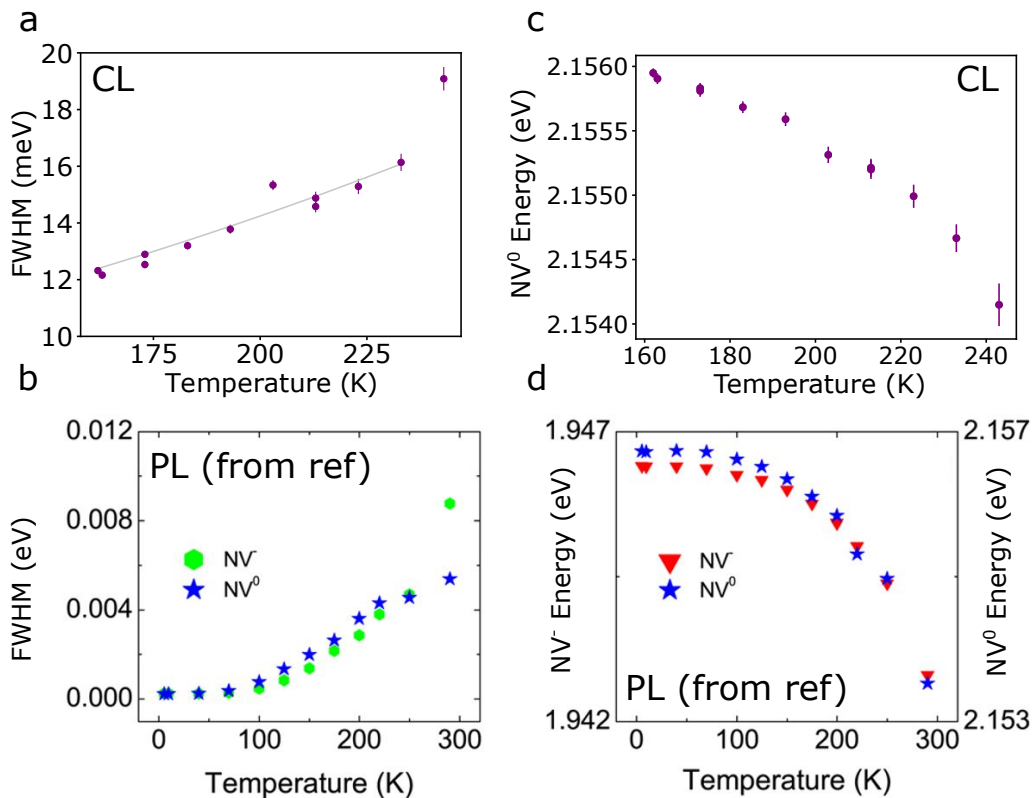 a
20
18
16
14
12
10
FWHM (meV)
CL
175
200
225
Temperature (K)
c
2.1560
2.1555
2.1550
2.1545
2.1540
NV⁰ Energy (eV)
CL
160
180
200
220
240
Temperature (K)
b
0.012
0.008
0.004
0.000
FWHM (eV)
PL (from ref)
NV⁻
NV⁰
0
100
200
300
Temperature (K)
d
1.947
1.942
NV⁻ Energy (eV)
2.157
2.153
NV⁰ Energy (eV)
NV⁻
NV⁰
PL (from ref)
0
50
100
150
200
250
300
Temperature (K)